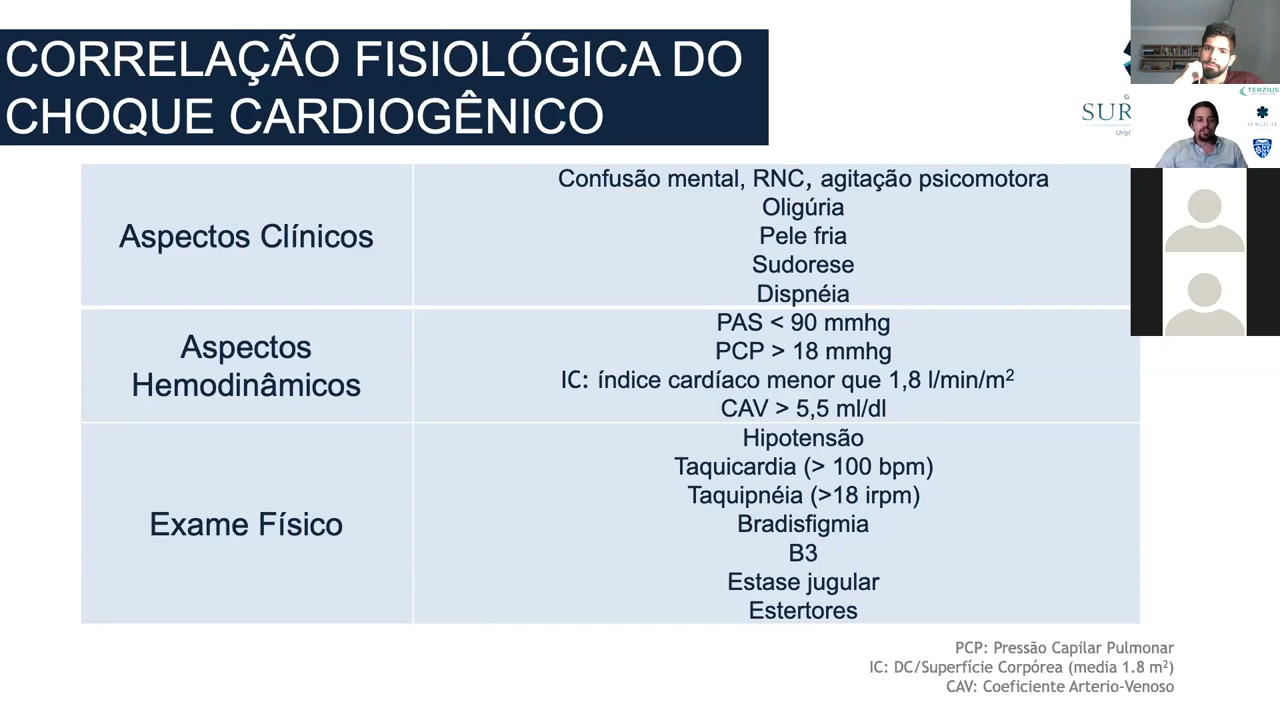 CORRELAÇÃO FISIOLÓGICA DO
CHOQUE CARDIOGÊNICO
SUR
TERZIUS
Aspectos Clínicos
Confusão mental, RNC, agitação psicomotora
Oligúria
Pele fria
Sudorese
Dispnéia
Aspectos
Hemodinâmicos
PAS < 90 mmhg
PCP > 18 mmhg
IC: índice cardíaco menor que 1,8 l/min/m²
CAV > 5,5 ml/dl
Exame Físico
Hipotensão
Taquicardia (> 100 bpm)
Taquipnéia (>18 irpm)
Bradisfigmia
B3
Estase jugular
Estertores
PCP: Pressão Capilar Pulmonar
IC: DC/Superfície Corpórea (media 1.8 m²)
CAV: Coeficiente Arterio-Venoso